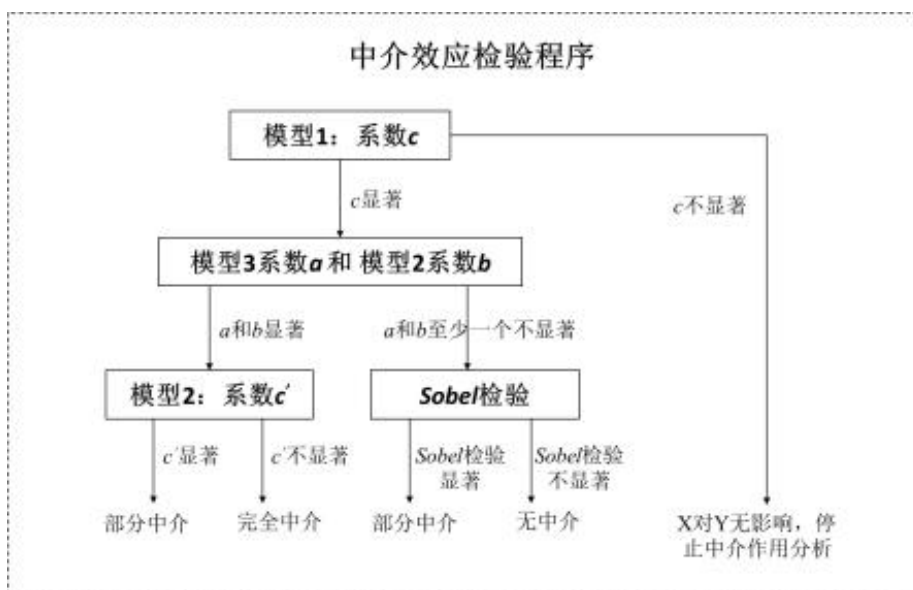 中介效应检验程序
模型1：系数c
c显著
c不显著
模型3系数a 和 模型2系数b
a和b显著
a和b至少一个不显著
模型2：系数c'
Sobel检验
c'显著
c'不显著
Sobel检验
显著
Sobel检验
不显著
部分中介
完全中介
部分中介
无中介
X对Y无影响，停
止中介作用分析